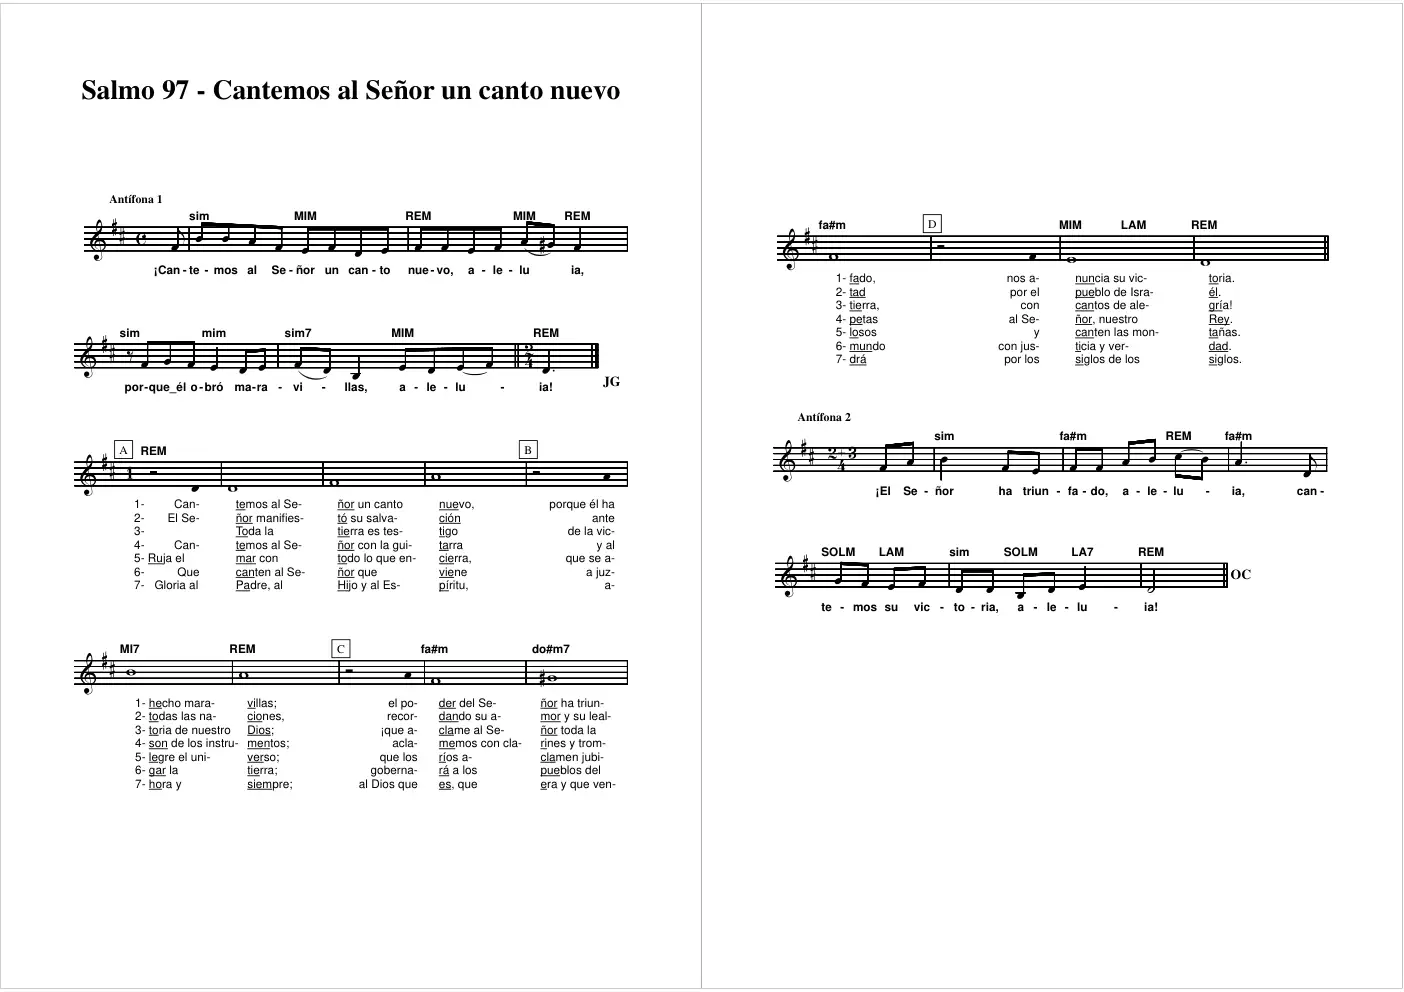 Salmo 97 - Cantemos al Señor un canto nuevo
Antífona 1
sim MIM REM MIM REM
¡Can - te - mos al Se - ñor un can - to nue - vo, a - le - lu ia,
sim mim sim7 MIM REM
2
4
por-que_él o-bró ma-ra - vi - llas, a - le - lu - ia!
JG
A REM B
1
1- Can- temos al Se- ñor un canto nuevo, porque él ha
2- El Se- ñor manifies- tó su salva- ción ante
3- Toda la tierra es tes- tigo de la vic-
4- Can- temos al Se- ñor con la gui- tarra y al
5- Ruja el mar con todo lo que en- cierra, que se a-
6- Que canten al Se- ñor que viene a juz-
7- Gloria al Padre, al Hijo y al Es- píritu, a-
MI7 REM C fa#m do#m7
1- hecho mara- villas; el po- der del Se- ñor ha triun-
2- todas las na- ciones, recor- dando su a- mor y su leal-
3- toria de nuestro Dios; ¡que a- clame al Se- ñor toda la
4- son de los instru- mentos; acla- memos con cla- rines y trom-
5- legre el uni- verso; que los ríos a- clamen jubi-
6- gar la tierra; goberna- rá a los pueblos del
7- hora y siempre; al Dios que es, que era y que ven-
fa#m D MIM LAM REM
1- fado, nos a- nuncia su vic- toria.
2- tad por el pueblo de Isra- él.
3- tierra, con cantos de ale- gría!
4- petas al Se- ñor, nuestro Rey.
5- losos y canten las mon- tañas.
6- mundo con jus- ticia y ver- dad.
7- drá por los siglos de los siglos.
Antífona 2
sim fa#m REM fa#m
2+3
4
¡El Se - ñor ha triun - fa - do, a - le - lu - ia, can -
SOLM LAM sim SOLM LA7 REM
OC
te - mos su vic - to - ria, a - le - lu - ia!